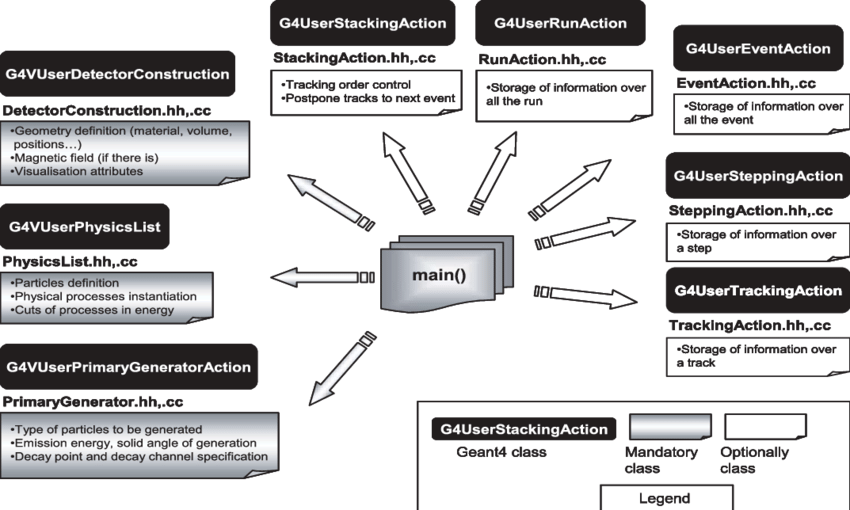 G4UserStackingAction
StackingAction.hh,.cc
•Tracking order control
•Postpone tracks to next event
G4UserRunAction
RunAction.hh,.cc
•Storage of information over
all the run
G4UserEventAction
EventAction.hh,.cc
•Storage of information over
all the event
G4VUserDetectorConstruction
DetectorConstruction.hh,.cc
•Geometry definition (material, volume,
positions...)
•Magnetic field (if there is)
•Visualisation attributes
G4UserSteppingAction
SteppingAction.hh,.cc
•Storage of information over
a step
G4VUserPhysicsList
PhysicsList.hh,.cc
•Particles definition
•Physical processes instantiation
•Cuts of processes in energy
main()
G4UserTrackingAction
TrackingAction.hh,.cc
•Storage of information over
a track
G4VUserPrimaryGeneratorAction
PrimaryGenerator.hh,.cc
•Type of particles to be generated
•Emission energy, solid angle of generation
•Decay point and decay channel specification
G4UserStackingAction
Geant4 class
Mandatory
class
Optionally
class
Legend